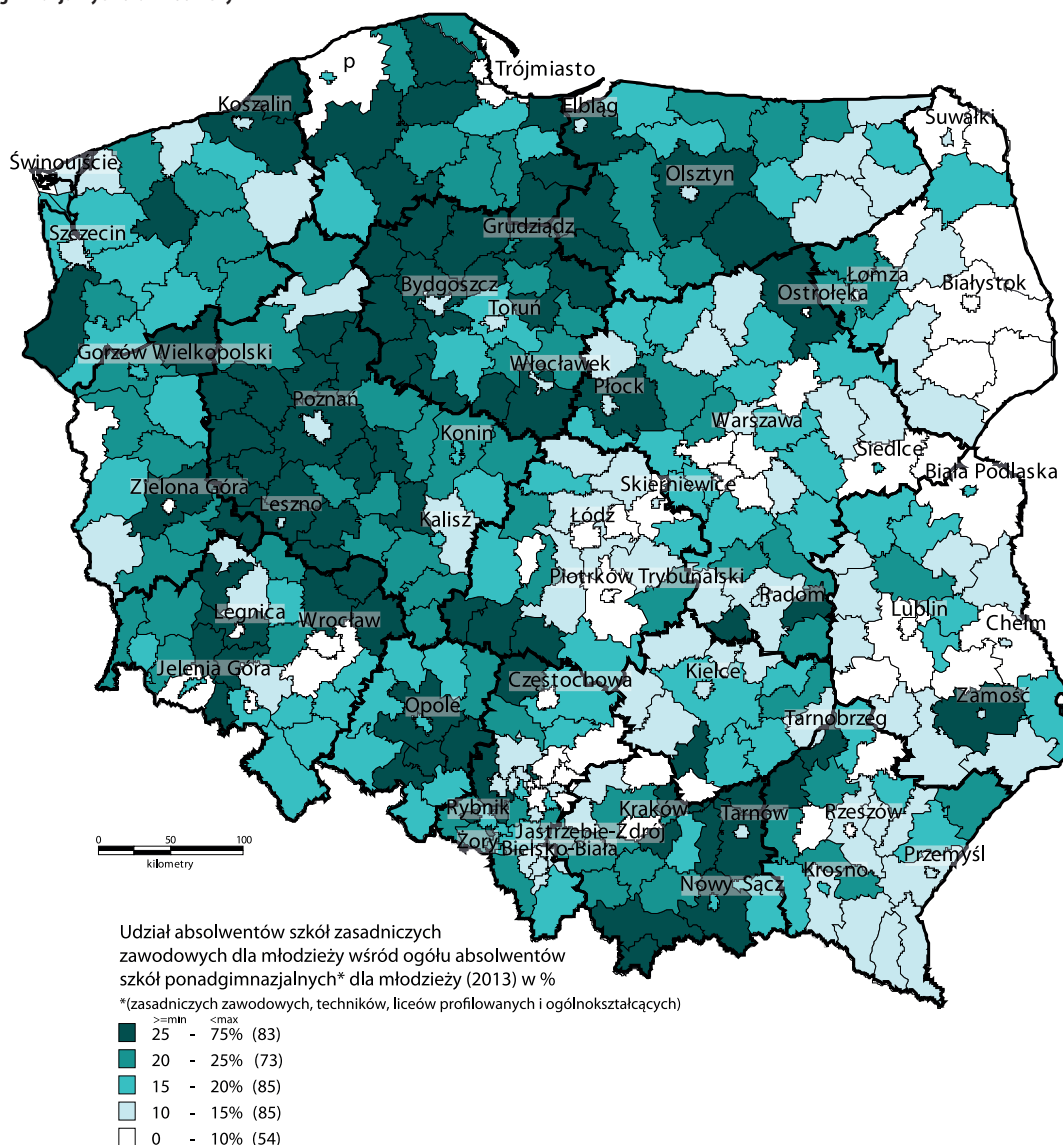 p
Trójmiasto
Koszalin
Elbląg
Suwałki
Świnoujście
Olsztyn
Szczecin
Grudziądz
Bydgoszcz
Toruń
Łomża
Ostrołęka
Białystok
Gorzów Wielkopolski
Włocławek
Płock
Poznań
Warszawa
Konin
Siedlce
Biała Podlaska
Skierniewice
Zielona Góra
Leszno
Kalisz
Łódź
Piotrków Trybunalski
Radom
Legnica
Wrocław
Lublin
Chełm
Jelenia Góra
Częstochowa
Kielce
Zamość
Opole
Tarnobrzeg
Rybnik
Kraków
Tarnów
Rzeszów
Żory
Jastrzębie-Zdrój
Bielsko-Biała
Przemyśl
Krosno
Nowy Sącz
0 50 100
kilometry
Udział absolwentów szkół zasadniczych
zawodowych dla młodzieży wśród ogółu absolwentów
szkół ponadgimnazjalnych* dla młodzieży (2013) w %
*(zasadniczych zawodowych, techników, liceów profilowanych i ogólnokształcących)
>=min <max
25 - 75% (83)
20 - 25% (73)
15 - 20% (85)
10 - 15% (85)
0 - 10% (54)